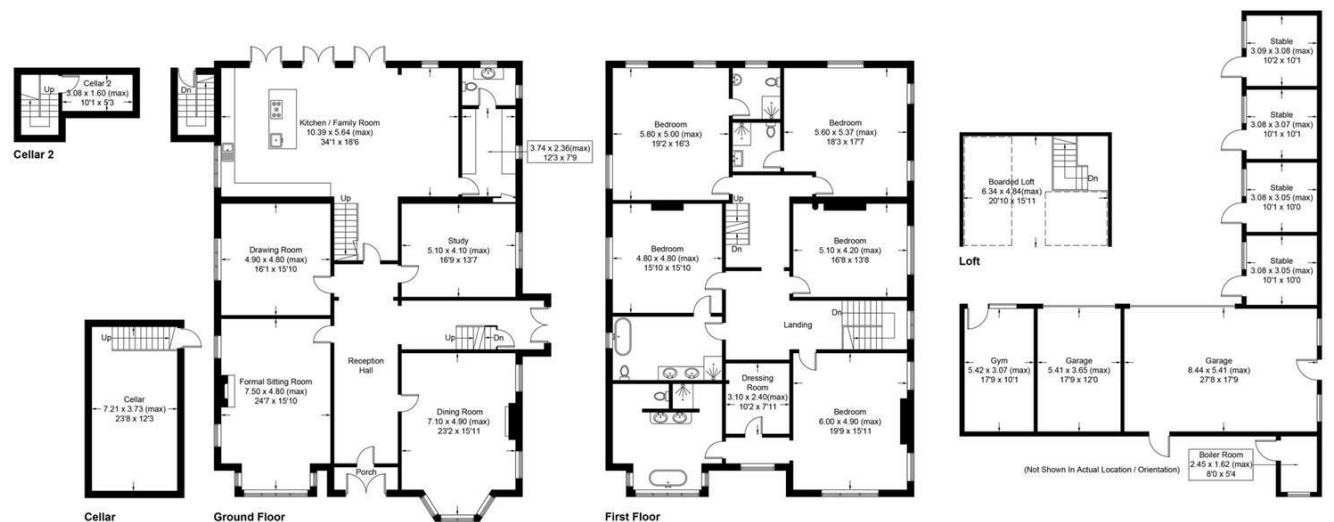 Up
Cellar 2
3.08 x 1.60 (max)
10'1 x 5'3
Cellar 2
Up
Cellar
7.21 x 3.73 (max)
23'8 x 12'3
Cellar
Dn
Kitchen / Family Room
10.39 x 5.64 (max)
34'1 x 18'6
3.74 x 2.36(max)
12'3 x 7'9
Up
Drawing Room
4.90 x 4.80 (max)
16'1 x 15'10
Study
5.10 x 4.10 (max)
16'9 x 13'7
Up
Dn
Formal Sitting Room
7.50 x 4.80 (max)
24'7 x 15'10
Reception
Hall
Dining Room
7.10 x 4.90 (max)
23'2 x 15'11
Porch
Ground Floor
Bedroom
5.80 x 5.00 (max)
19'2 x 16'3
Bedroom
5.60 x 5.37 (max)
18'3 x 17'7
Up
Dn
Bedroom
4.80 x 4.80 (max)
15'10 x 15'10
Bedroom
5.10 x 4.20 (max)
16'8 x 13'8
Dn
Landing
Dressing
Room
3.10 x 2.40(max)
10'2 x 7'11
Bedroom
6.00 x 4.90 (max)
19'9 x 15'11
First Floor
Boarded Loft
6.34 x 4.84(max)
20'10 x 15'11
Dn
Loft
Stable
3.09 x 3.08 (max)
10'2 x 10'1
Stable
3.08 x 3.07 (max)
10'1 x 10'1
Stable
3.08 x 3.05 (max)
10'1 x 10'0
Stable
3.08 x 3.05 (max)
10'1 x 10'0
Gym
5.42 x 3.07 (max)
17'9 x 10'1
Garage
5.41 x 3.65 (max)
17'9 x 12'0
Garage
8.44 x 5.41 (max)
27'8 x 17'9
(Not Shown In Actual Location / Orientation)
Boiler Room
2.45 x 1.62 (max)
8'0 x 5'4